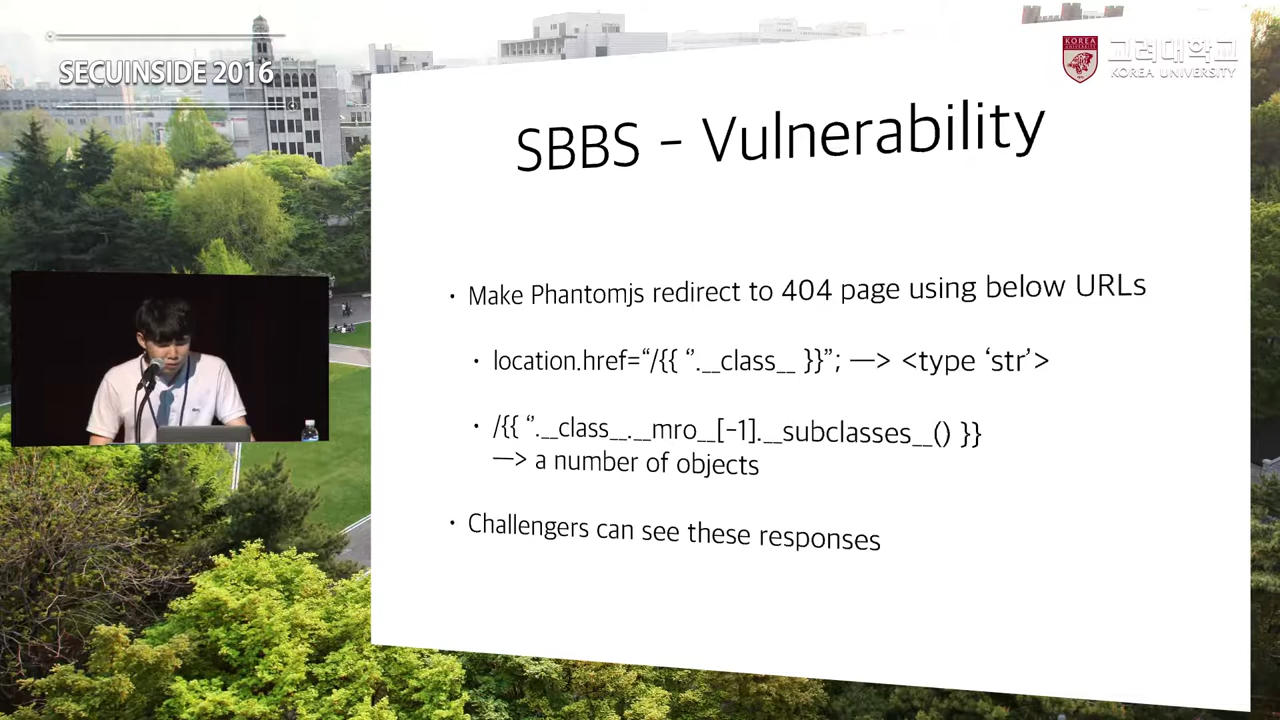 SECUINSIDE 2016
KOREA
UNIVERSITY
고려대학교
KOREA UNIVERSITY
SBBS - Vulnerability
· Make Phantomjs redirect to 404 page using below URLs
· location.href=“/{{ ‘’.__class__ }}”; —> <type ‘str’>
· /{{ ‘’.__class__.__mro__[-1].__subclasses__() }}
—> a number of objects
· Challengers can see these responses